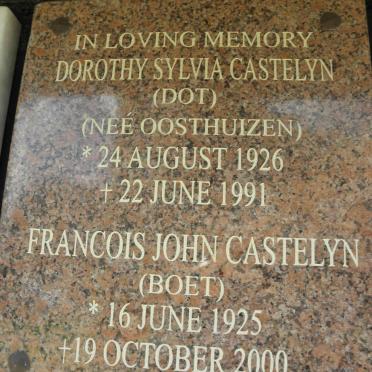 IN LOVING MEMORY
DOROTHY SYLVIA CASTELYN
(DOT)
(NEÉ OOSTHUIZEN)
* 24 AUGUST 1926
+ 22 JUNE 1991
FRANCOIS JOHN CASTELYN
(BOET)
* 16 JUNE 1925
+19 OCTOBER 2000